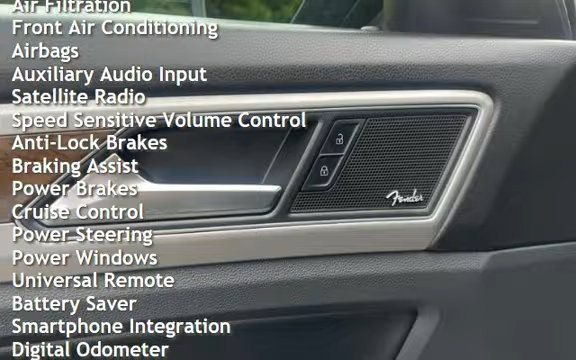 Air Filtration
Front Air Conditioning
Airbags
Auxiliary Audio Input
Satellite Radio
Speed Sensitive Volume Control
Anti-Lock Brakes
Braking Assist
Power Brakes
Cruise Control
Power Steering
Power Windows
Universal Remote
Battery Saver
Smartphone Integration
Digital Odometer
Fender